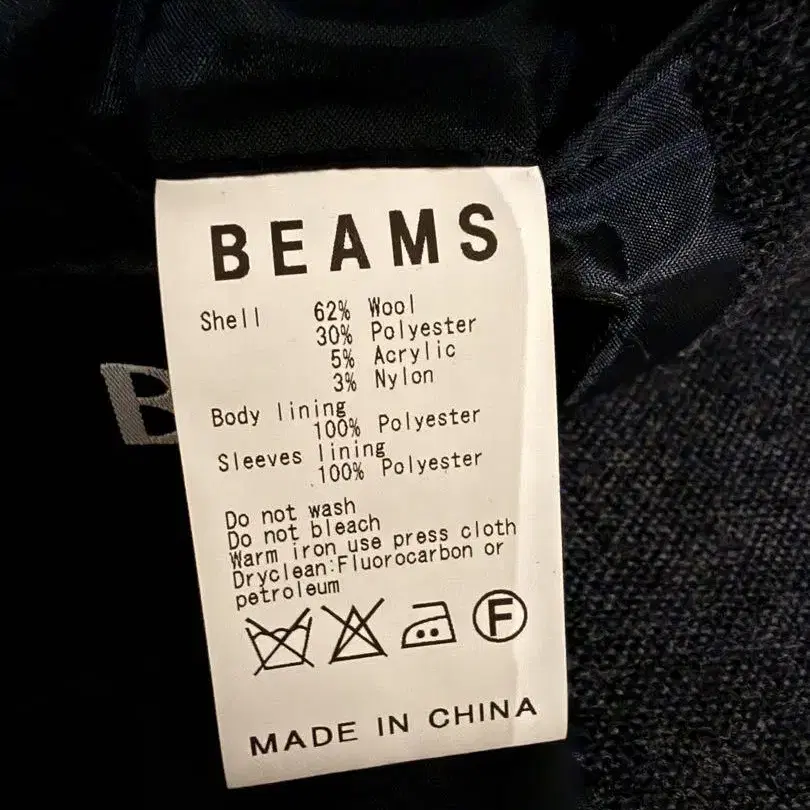 BEAMS
Shell 62% Wool
30% Polyester
5% Acrylic
3% Nylon
Body lining
100% Polyester
Sleeves lining
100% Polyester
Do not wash
Do not bleach
Warm iron use press cloth
Dryclean:Fluorocarbon or
petroleum
F
MADE IN CHINA
B